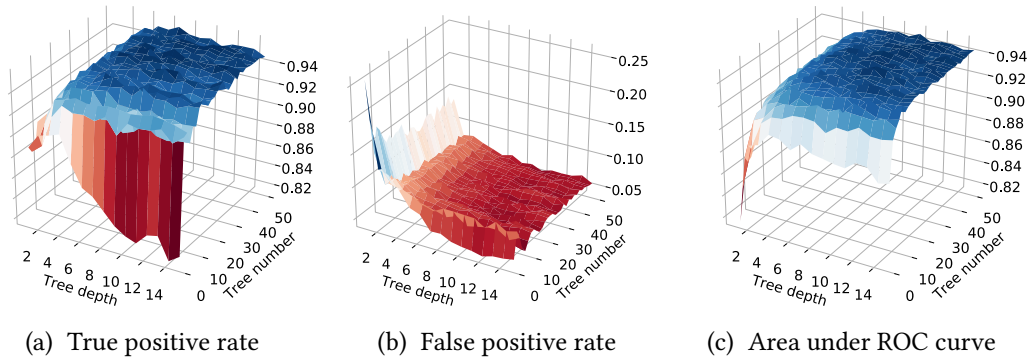 0.94
0.92
0.90
0.88
0.86
0.84
0.82
2 4 6 8 10 12 14
Tree depth
0 10 20 30 40 50
Tree number
(a) True positive rate
0.25
0.20
0.15
0.10
0.05
2 4 6 8 10 12 14
Tree depth
0 10 20 30 40 50
Tree number
(b) False positive rate
0.94
0.92
0.90
0.88
0.86
0.84
0.82
2 4 6 8 10 12 14
Tree depth
0 10 20 30 40 50
Tree number
(c) Area under ROC curve